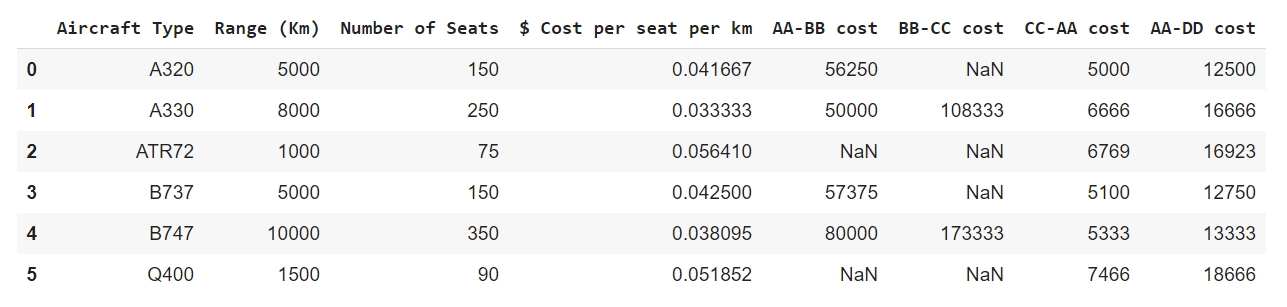 Aircraft Type Range (Km) Number of Seats $ Cost per seat per km AA-BB cost BB-CC cost CC-AA cost AA-DD cost
0 A320 5000 150 0.041667 56250 NaN 5000 12500
1 A330 8000 250 0.033333 50000 108333 6666 16666
2 ATR72 1000 75 0.056410 NaN NaN 6769 16923
3 B737 5000 150 0.042500 57375 NaN 5100 12750
4 B747 10000 350 0.038095 80000 173333 5333 13333
5 Q400 1500 90 0.051852 NaN NaN 7466 18666